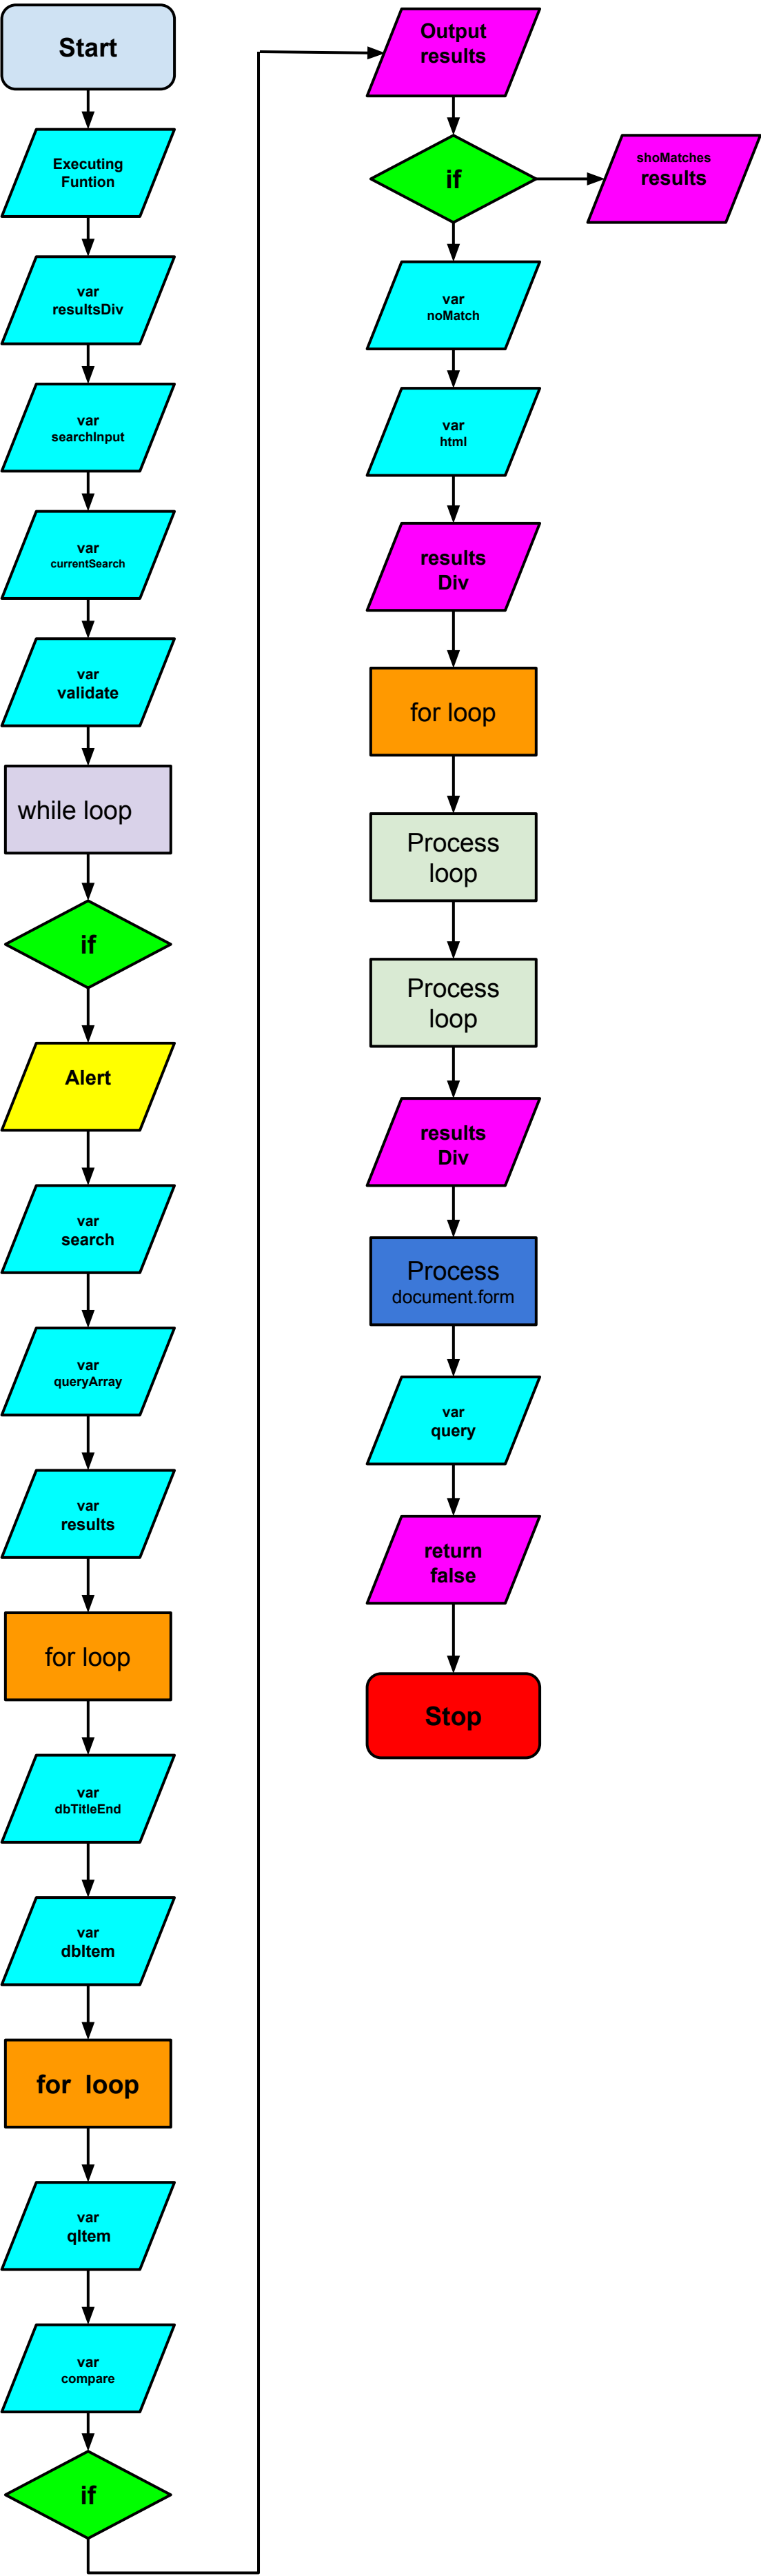 Start
Executing
Funtion
var
resultsDiv
var
searchInput
var
currentSearch
var
validate
while loop
if
Alert
var
search
var
queryArray
var
results
for loop
var
dbTitleEnd
var
dbItem
for loop
var
qItem
var
compare
if
Output
results
if
shoMatches
results
var
noMatch
var
html
results
Div
for loop
Process
loop
Process
loop
results
Div
Process
document.form
var
query
return
false
Stop